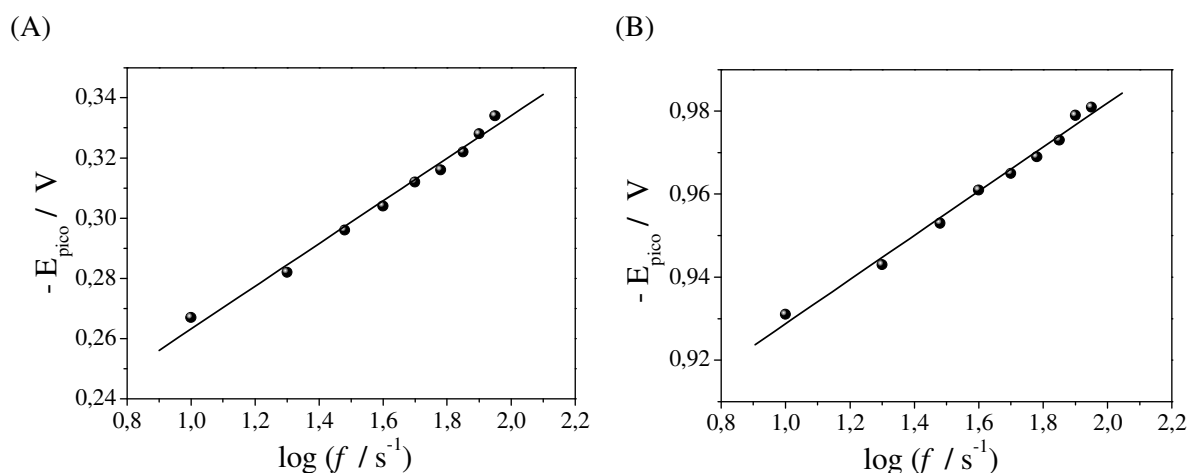 (A)
(B)
- E_pico / V
0,34
0,32
0,30
0,28
0,26
0,24
0,8 1,0 1,2 1,4 1,6 1,8 2,0 2,2
log (f / s^-1)
- E_pico / V
0,98
0,96
0,94
0,92
0,8 1,0 1,2 1,4 1,6 1,8 2,0 2,2
log (f / s^-1)